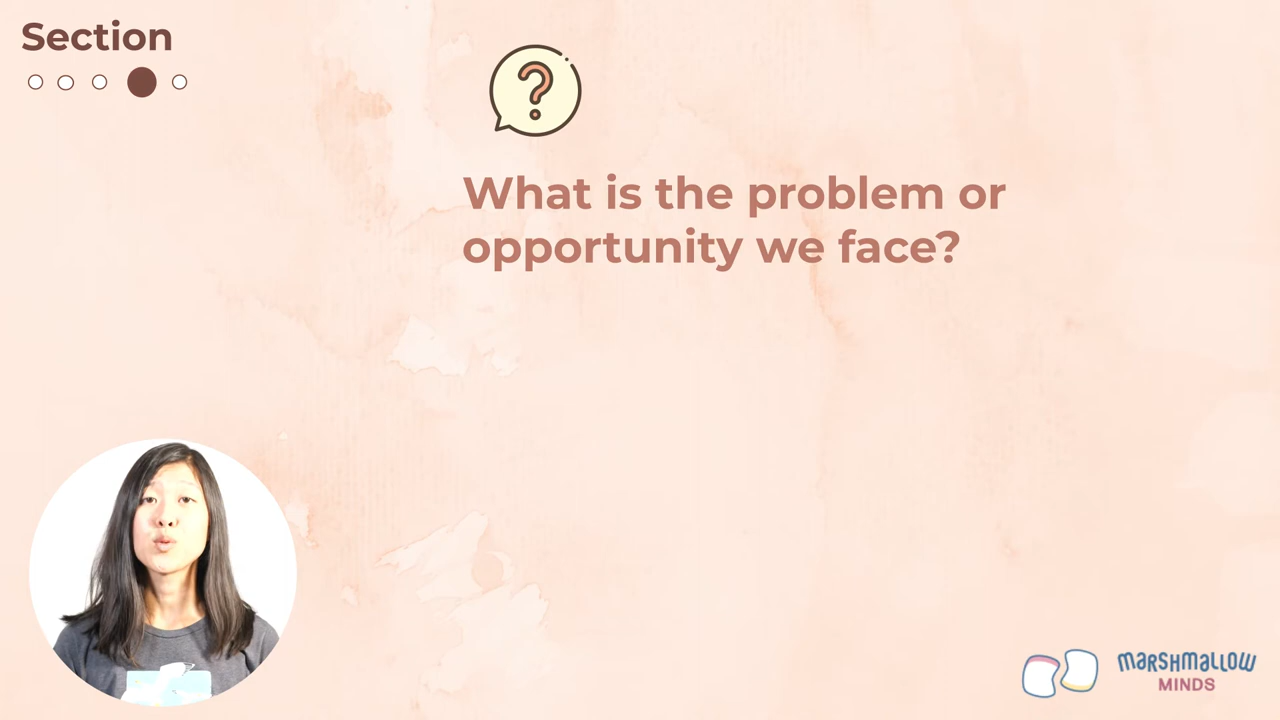 Section
?
What is the problem or
opportunity we face?
MARSHMALLOW
MINDS